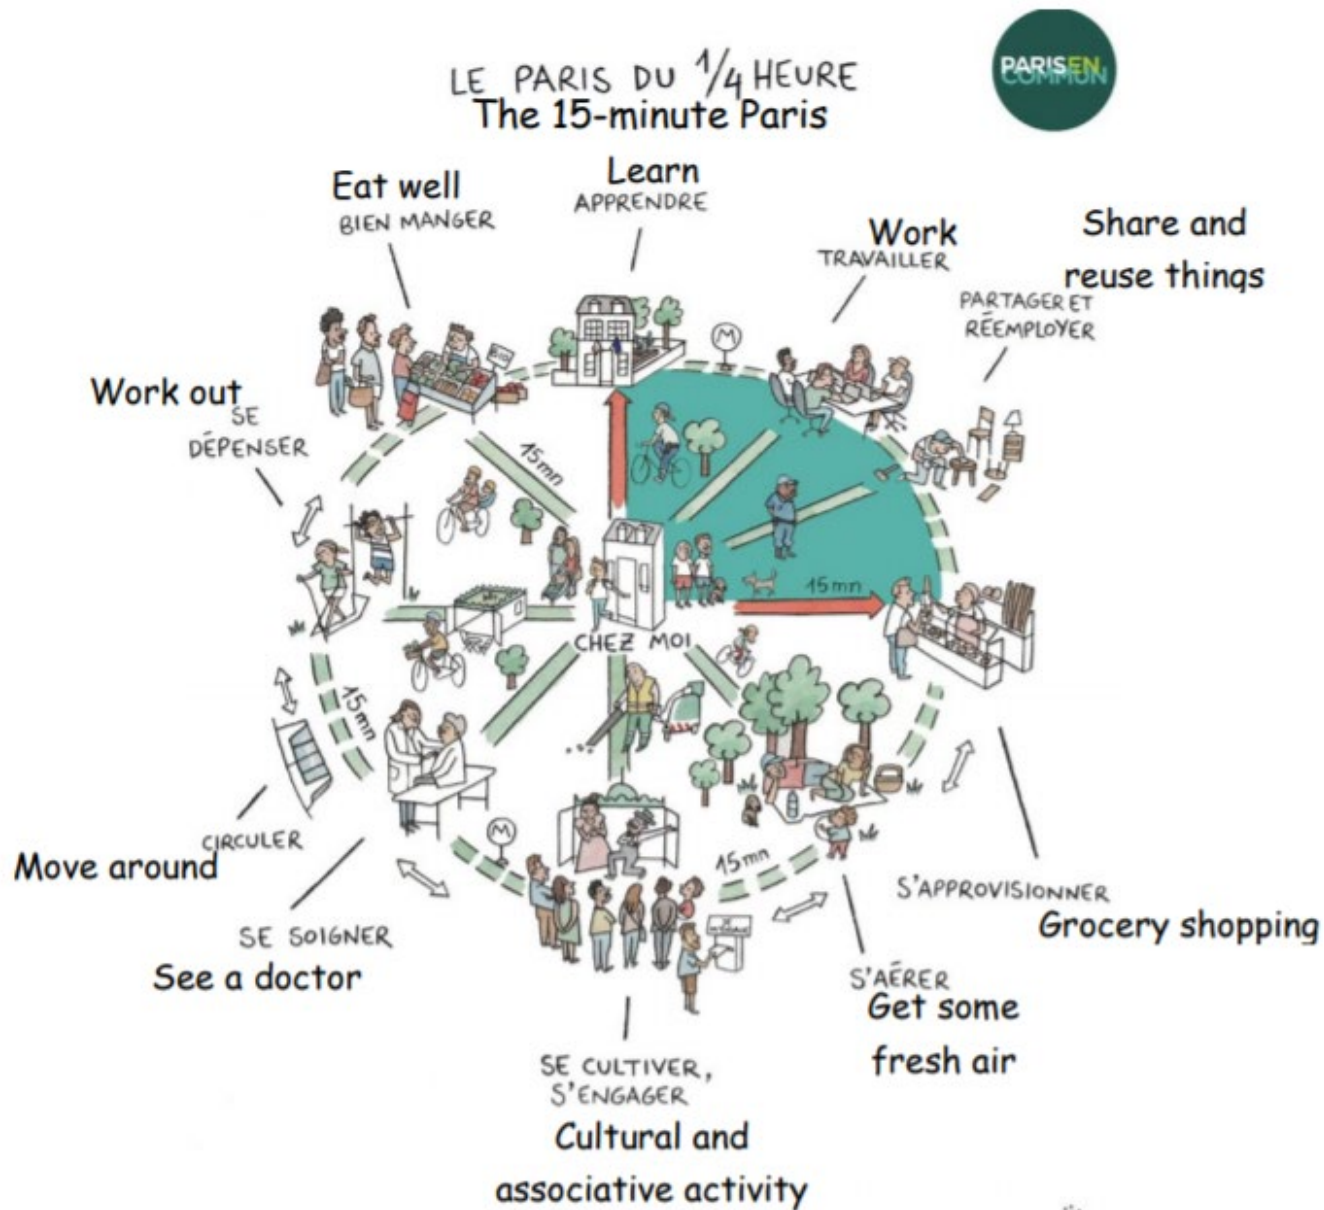 LE PARIS DU 1/4 HEURE
The 15-minute Paris
PARISEN
COMMUN
Eat well
BIEN MANGER
Learn
APPRENDRE
Work
TRAVAILLER
Share and
reuse things
PARTAGER ET
RÉEMPLOYER
Work out
SE
DÉPENSER
M
15mn
15mn
CHEZ MOI
15mn
M
15mn
CIRCULER
Move around
SE SOIGNER
See a doctor
S'APPROVISIONNER
Grocery shopping
S'AÉRER
Get some
fresh air
SE CULTIVER,
S'ENGAGER
Cultural and
associative activity